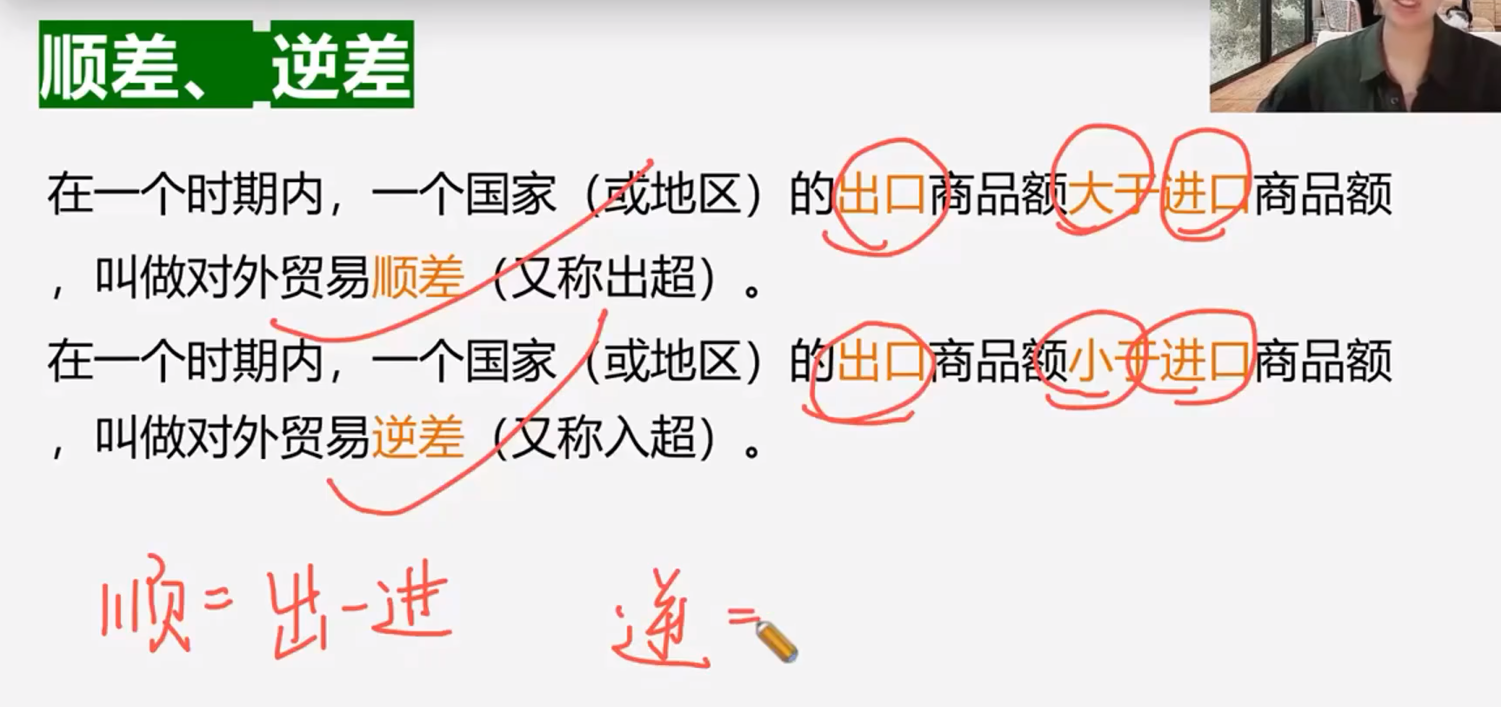 顺差、 逆差
在一个时期内，一个国家（或地区）的出口商品额大于进口商品额
，叫做对外贸易顺差（又称出超）。
在一个时期内，一个国家（或地区）的出口商品额小于进口商品额
，叫做对外贸易逆差（又称入超）。
顺=出-进 逆=